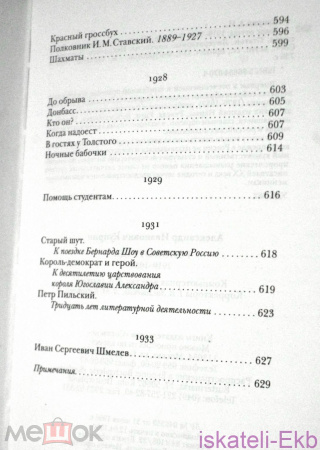 Красный гроссбух 594
Полковник И. М. Ставский. 1889–1927 596
Шахматы 599
1928
До обрыва 603
Донбасс 605
Кто он? 607
Когда надоест 607
В гостях у Толстого 609
Ночные бабочки 614
1929
Помощь студентам 616
1931
Старый шут.
К поездке Бернарда Шоу в Советскую Россию 618
Король-демократ и герой.
К десятилетию царствования
короля Югославии Александра 619
Петр Пильский.
Тридцать лет литературной деятельности 623
1933
Иван Сергеевич Шмелев 627
Примечания 629
МЕШОК
iskateli-Ekb